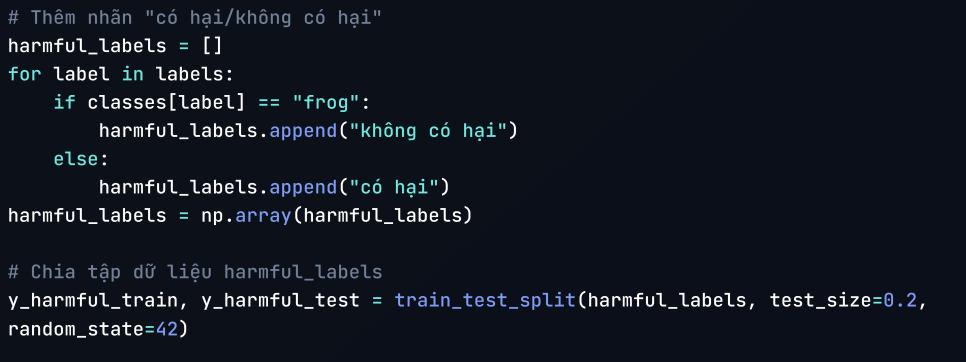 # Thêm nhãn "có hại/không có hại"
harmful_labels = []
for label in labels:
    if classes[label] == "frog":
        harmful_labels.append("không có hại")
    else:
        harmful_labels.append("có hại")
harmful_labels = np.array(harmful_labels)

# Chia tập dữ liệu harmful_labels
y_harmful_train, y_harmful_test = train_test_split(harmful_labels, test_size=0.2,
random_state=42)